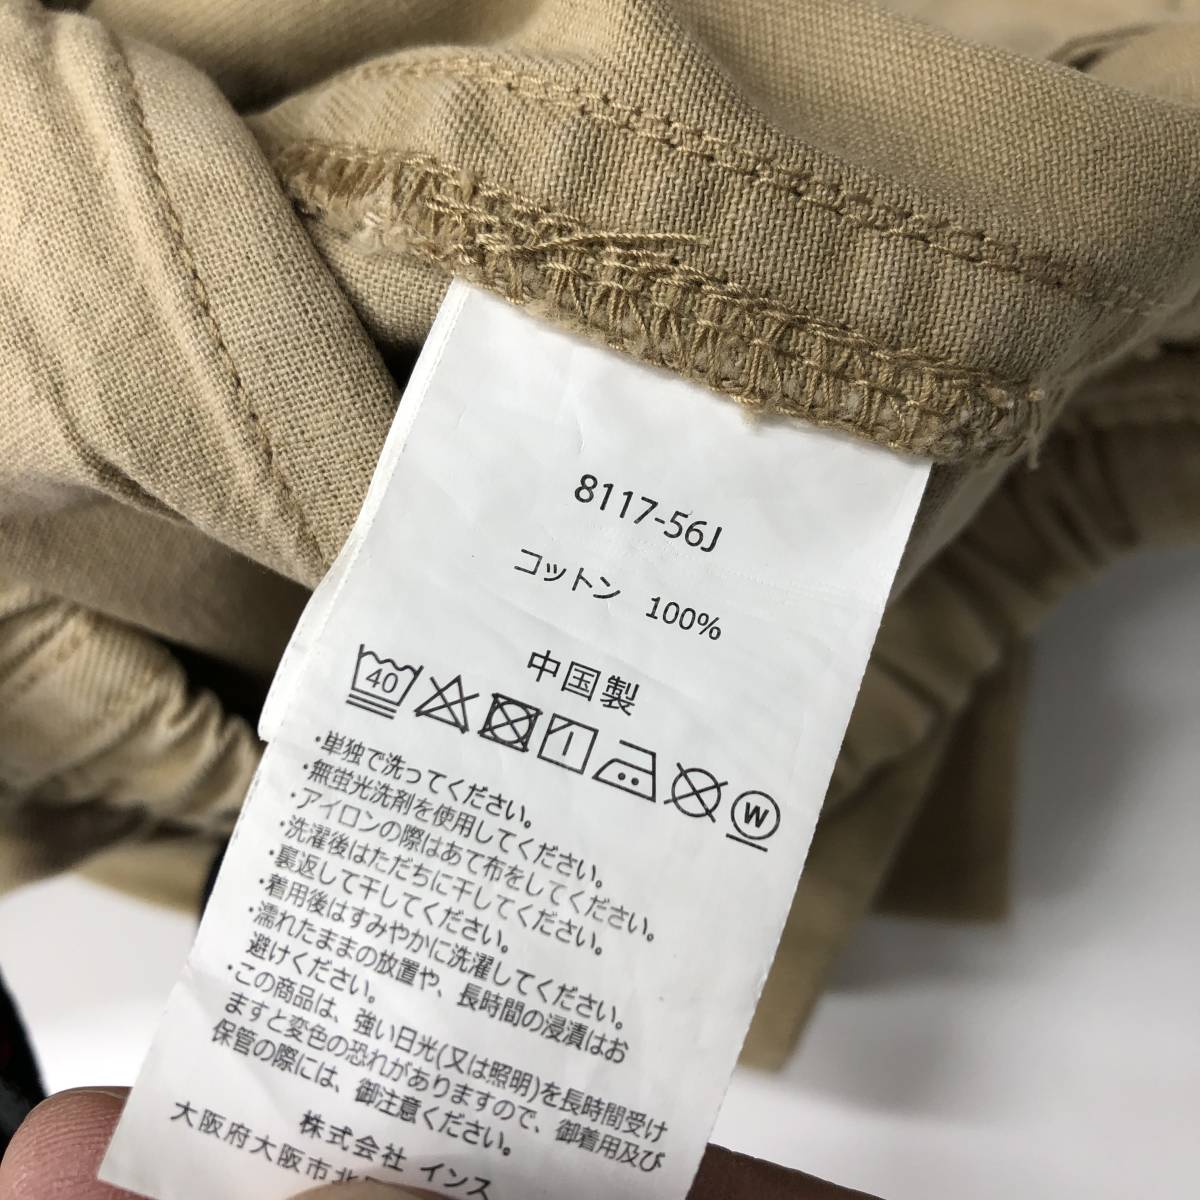 8117-56J
コットン 100%
中国製
40
W
・単独で洗ってください。
・無蛍光洗剤を使用してください。
・アイロンの際はあて布をしてください。
・洗濯後はただちに干してください。
・裏返して干してください。
・着用後はすみやかに洗濯してください。
・濡れたままの放置や、長時間の浸漬はお
避けください。
・この商品は、強い日光(又は照明)を長時間受け
ますと変色の恐れがありますので、御着用及び
保管の際には、御注意ください。
株式会社 インス
大阪府大阪市北